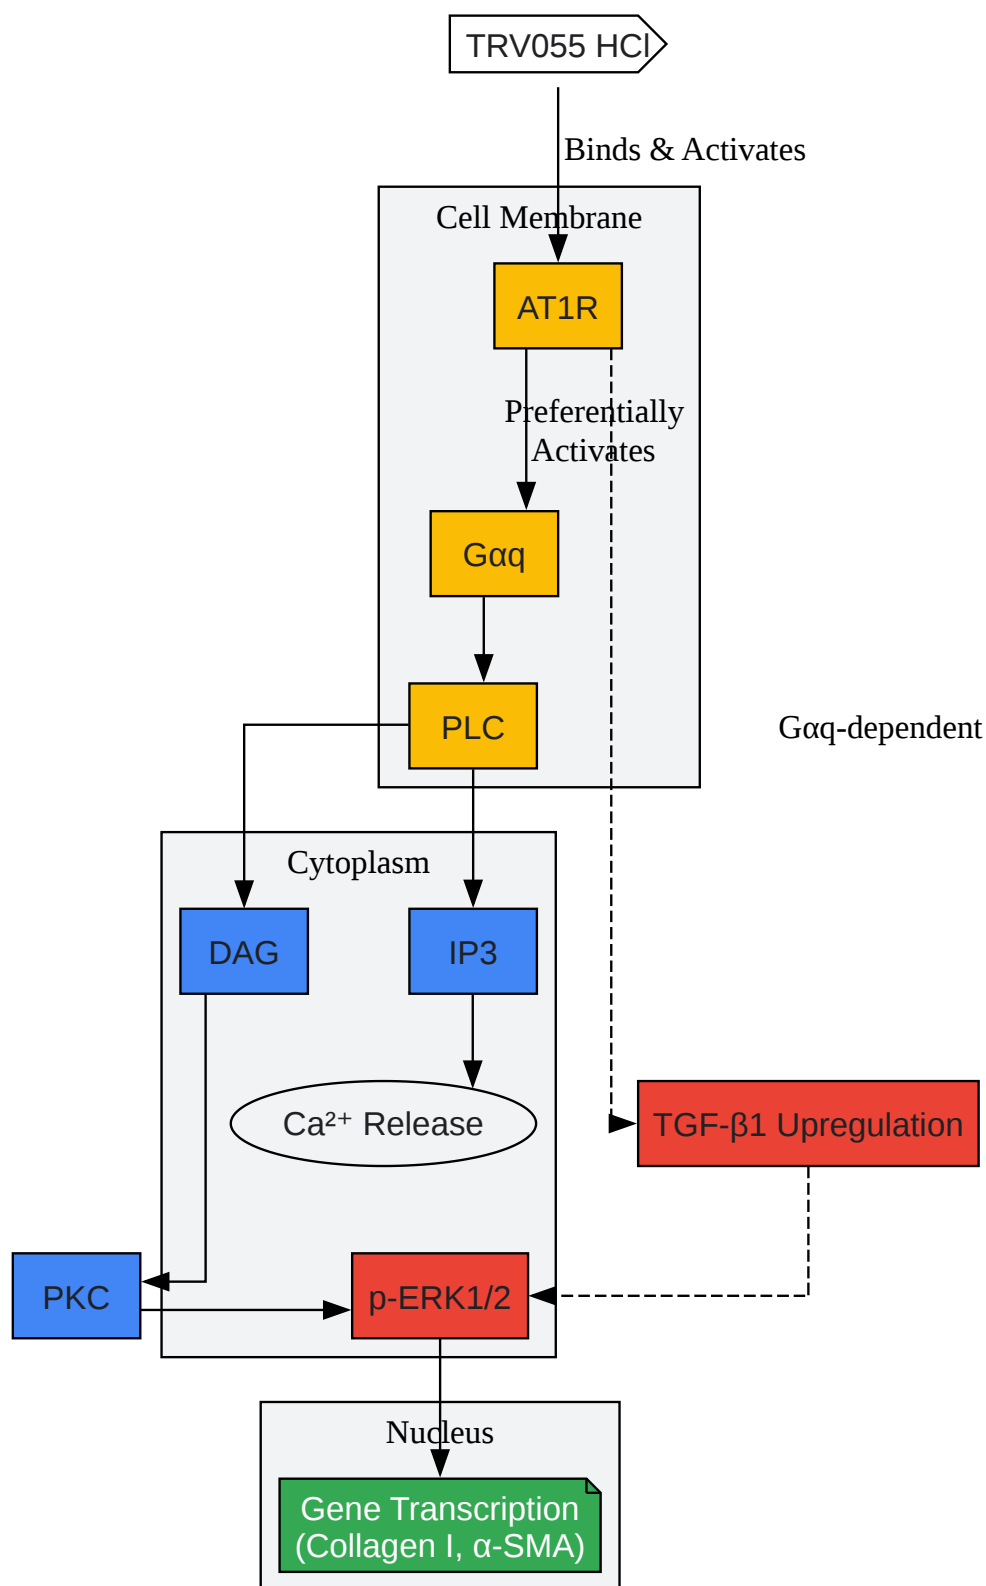 TRV055 HCl
Binds & Activates
Cell Membrane
AT1R
Preferentially
Activates
Gαq
PLC
Gαq-dependent
Cytoplasm
DAG
IP3
Ca²⁺ Release
TGF-β1 Upregulation
PKC
p-ERK1/2
Nucleus
Gene Transcription
(Collagen I, α-SMA)